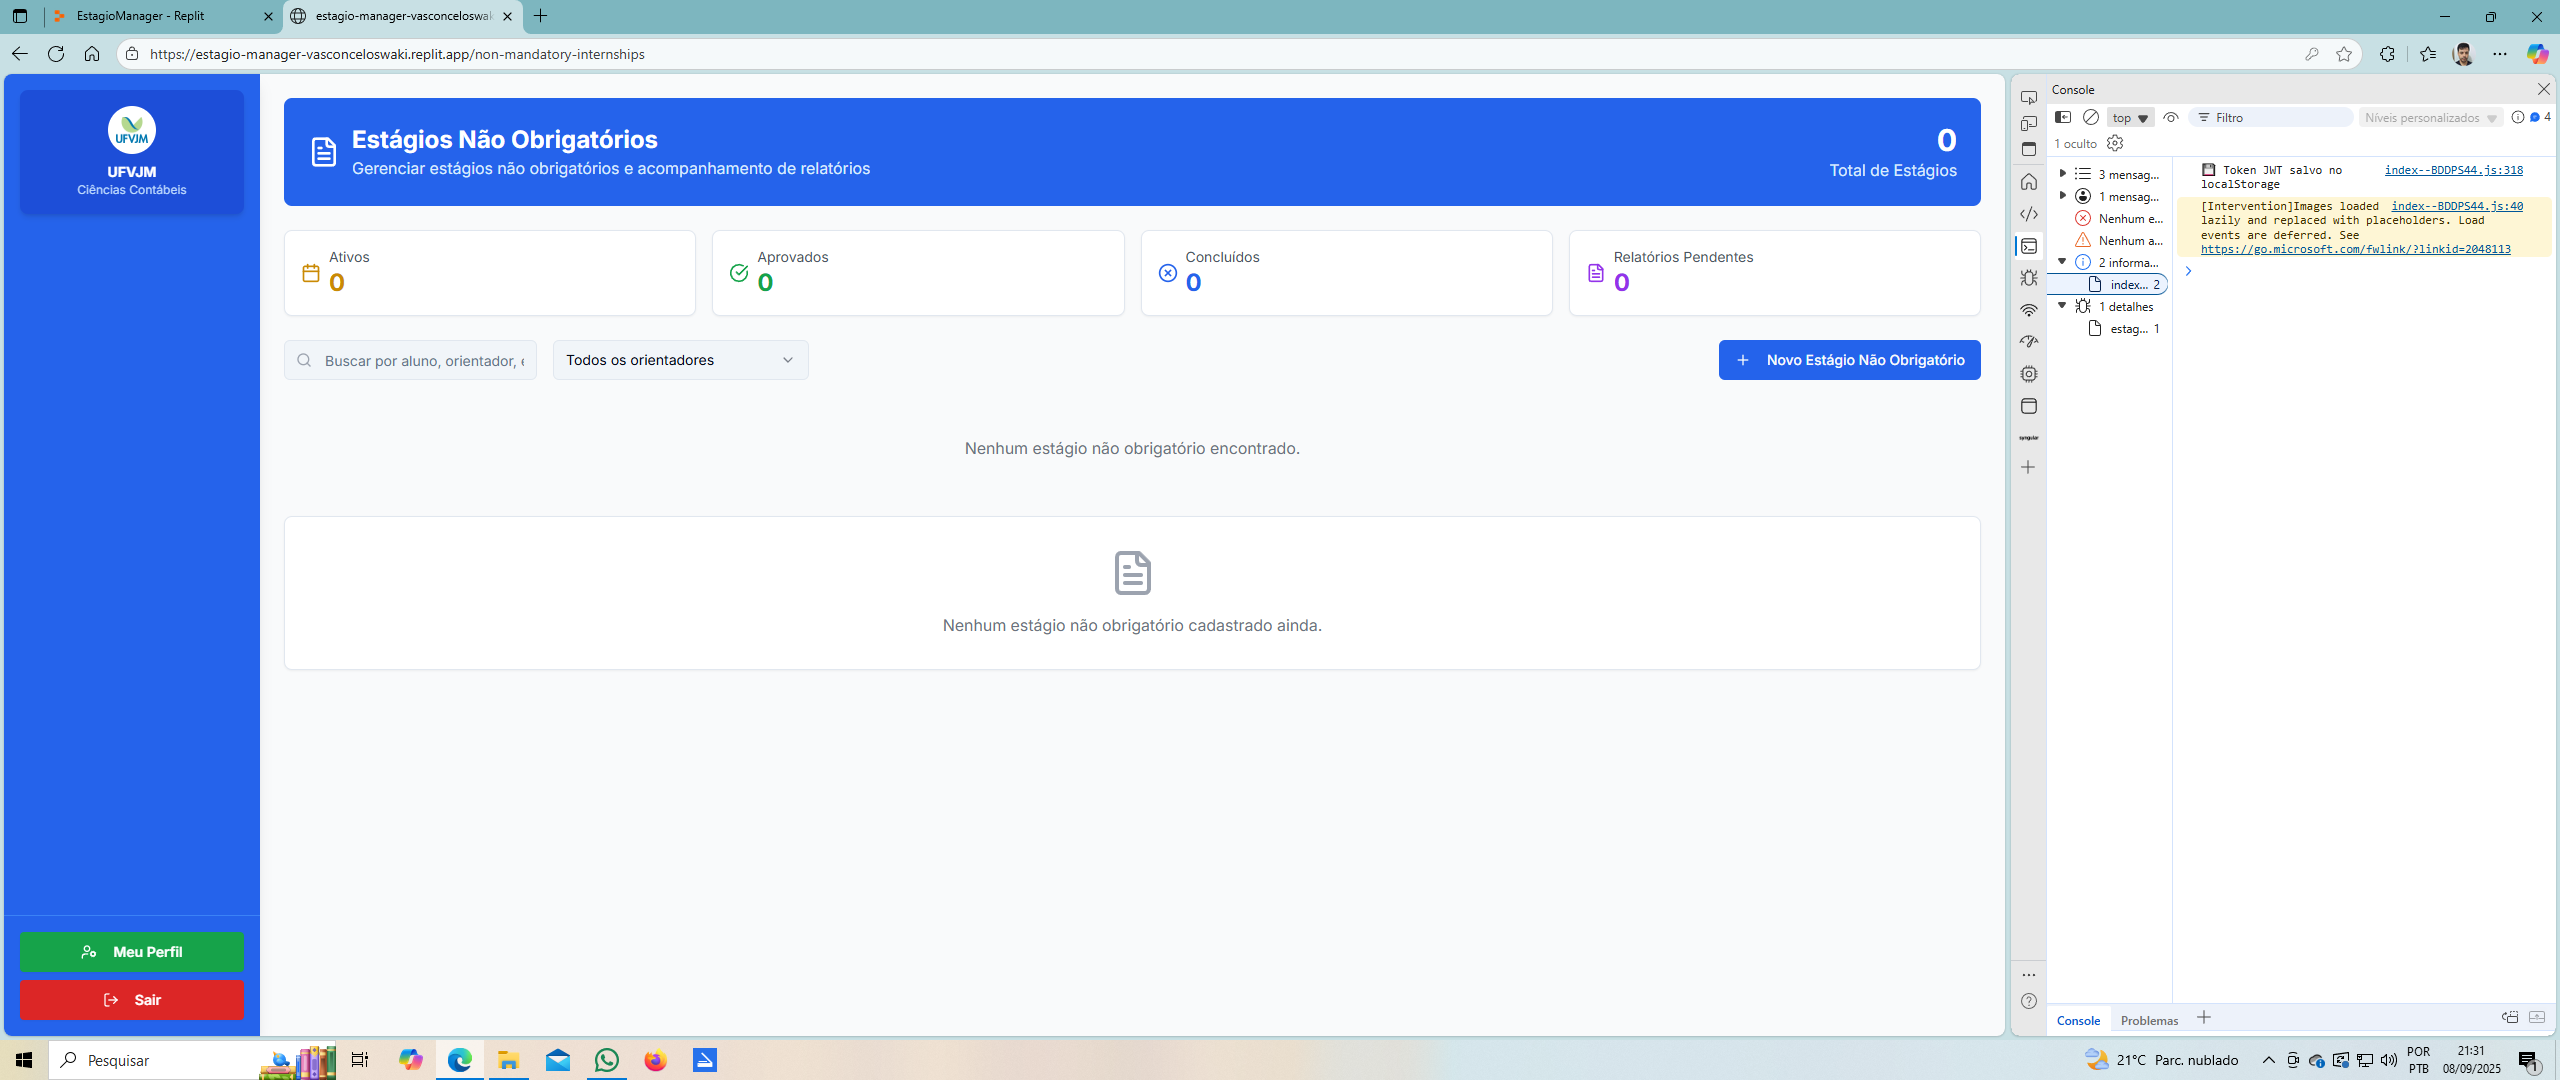 EstagioManager - Replit
estagio-manager-vasconceloswaki
https://estagio-manager-vasconceloswaki.replit.app/non-mandatory-internships
UFVJM
UFVJM
Ciências Contábeis
Meu Perfil
Sair
Estágios Não Obrigatórios
Gerenciar estágios não obrigatórios e acompanhamento de relatórios
0
Total de Estágios
Ativos
0
Aprovados
0
Concluídos
0
Relatórios Pendentes
0
Buscar por aluno, orientador, e
Todos os orientadores
Novo Estágio Não Obrigatório
Nenhum estágio não obrigatório encontrado.
Nenhum estágio não obrigatório cadastrado ainda.
Console
top
Filtro
Níveis personalizados
4
1 oculto
3 mensag...
1 mensag...
Nenhum e...
Nenhum a...
2 informa...
index... 2
1 detalhes
estag... 1
Token JWT salvo no index--BDDPS44.js:318
localStorage
[Intervention]Images loaded index--BDDPS44.js:40
lazily and replaced with placeholders. Load
events are deferred. See
https://go.microsoft.com/fwlink/?linkid=2048113
syngular
Console
Problemas
Pesquisar
21°C Parc. nublado
POR
PTB
21:31
08/09/2025
1